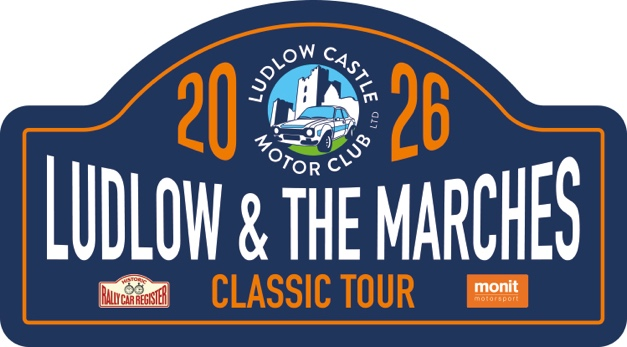 20 26
LUDLOW CASTLE
MOTOR CLUB LTD
LUDLOW & THE MARCHES
CLASSIC TOUR
HISTORIC
RALLY CAR REGISTER
monit
motorsport